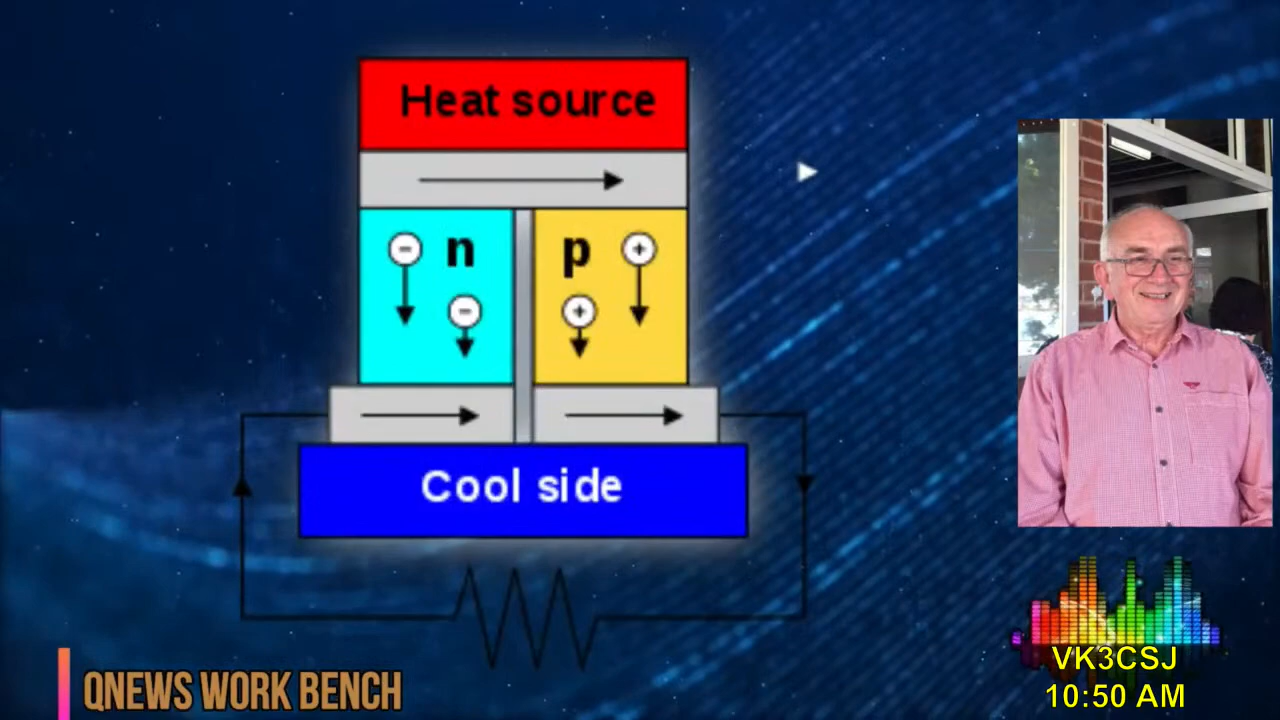 Heat source
n
p
Cool side
QNEWS WORK BENCH
VK3CSJ
10:50 AM